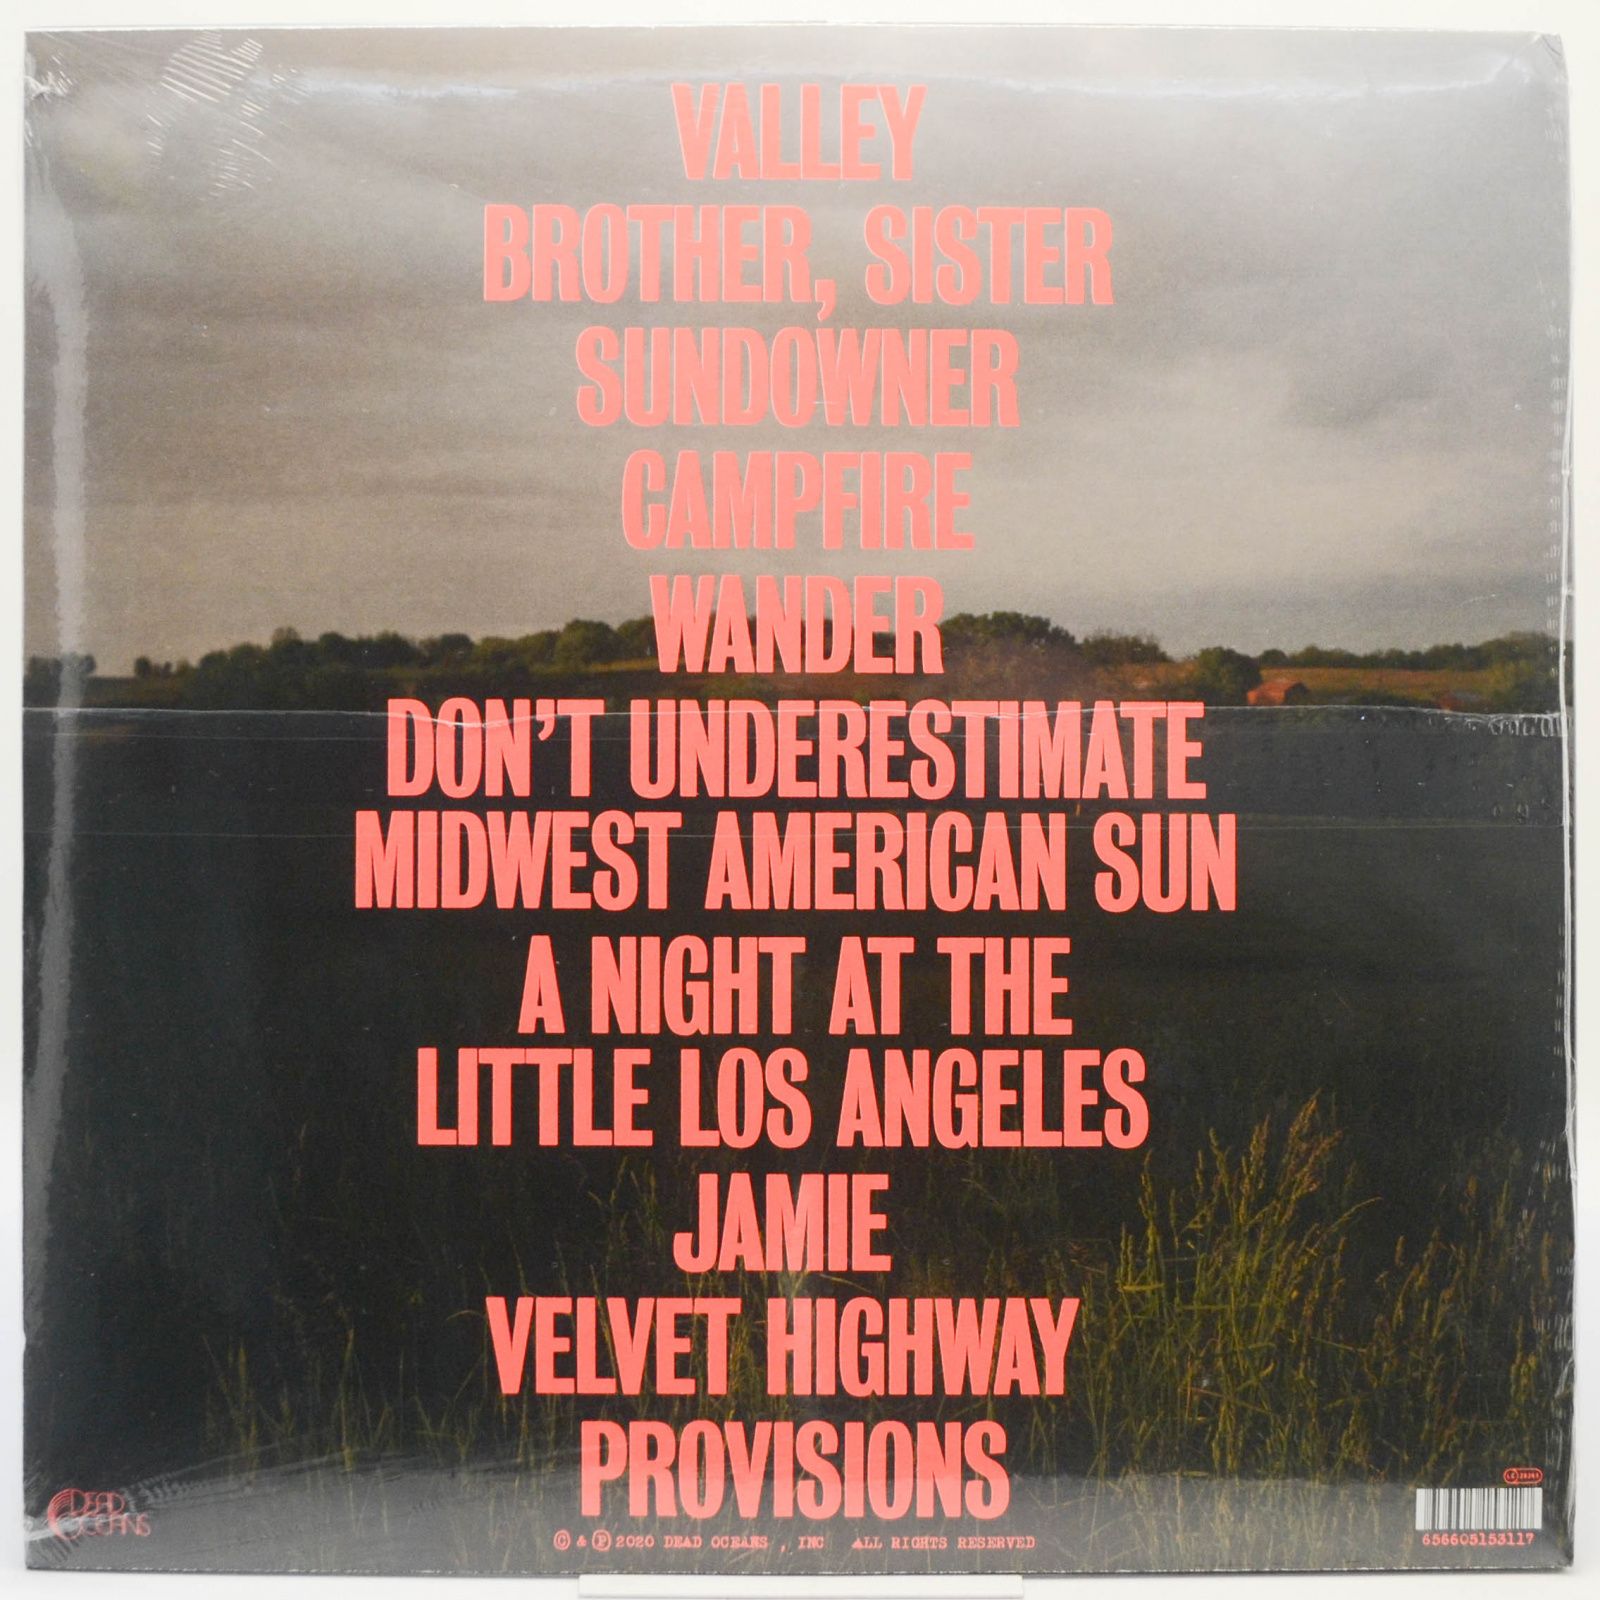 VALLEY
BROTHER, SISTER
SUNDOWNER
CAMPFIRE
WANDER
DON'T UNDERESTIMATE
MIDWEST AMERICAN SUN
A NIGHT AT THE
LITTLE LOS ANGELES
JAMIE
VELVET HIGHWAY
PROVISIONS
DEAD
OCEANS
© & ℗ 2020 DEAD OCEANS , INC ALL RIGHTS RESERVED
656605153117